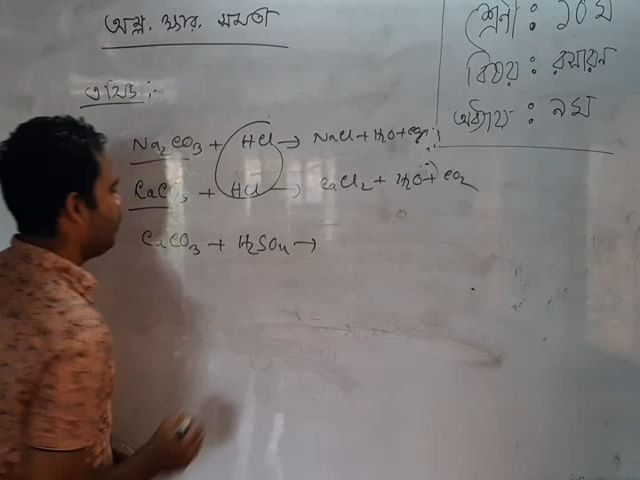 অম্ল. ক্ষার. সমতা
শ্রেণী : ১০ম
বিষয় : রসায়ন
অধ্যায় : ৯ম
Na₂CO₃ + HCl → NaCl + H₂O + CO₂
CaCO₃ + HCl → CaCl₂ + H₂O + CO₂
CaCO₃ + H₂SO₄ →